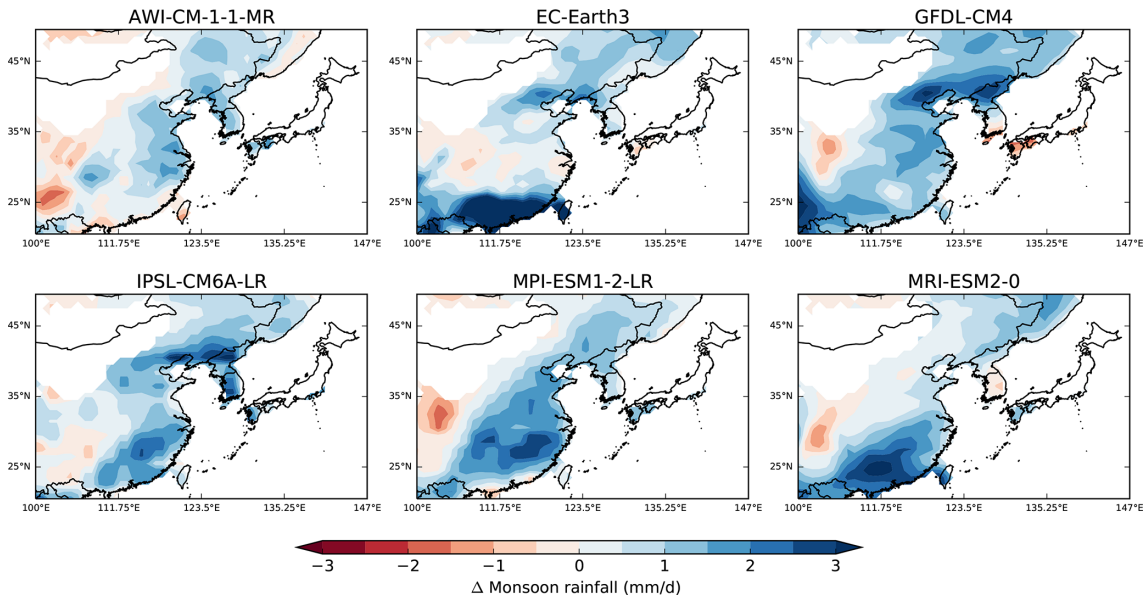 AWI-CM-1-1-MR EC-Earth3 GFDL-CM4
45°N 45°N 45°N
35°N 35°N 35°N
25°N 25°N 25°N
100°E 111.75°E 123.5°E 135.25°E 147°E 100°E 111.75°E 123.5°E 135.25°E 147°E 100°E 111.75°E 123.5°E 135.25°E 147°E
IPSL-CM6A-LR MPI-ESM1-2-LR MRI-ESM2-0
45°N 45°N 45°N
35°N 35°N 35°N
25°N 25°N 25°N
100°E 111.75°E 123.5°E 135.25°E 147°E 100°E 111.75°E 123.5°E 135.25°E 147°E 100°E 111.75°E 123.5°E 135.25°E 147°E
−3 −2 −1 0 1 2 3
Δ Monsoon rainfall (mm/d)